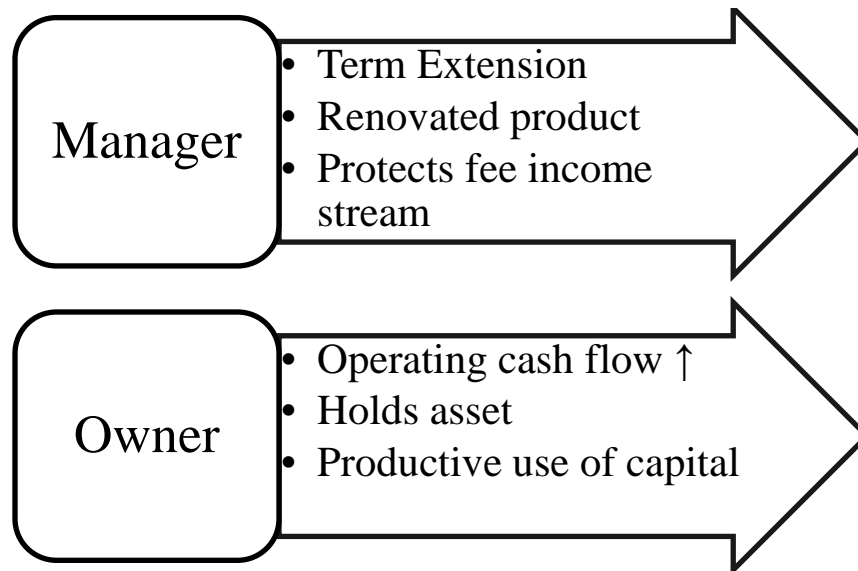 Manager
• Term Extension
• Renovated product
• Protects fee income
stream
Owner
• Operating cash flow ↑
• Holds asset
• Productive use of capital